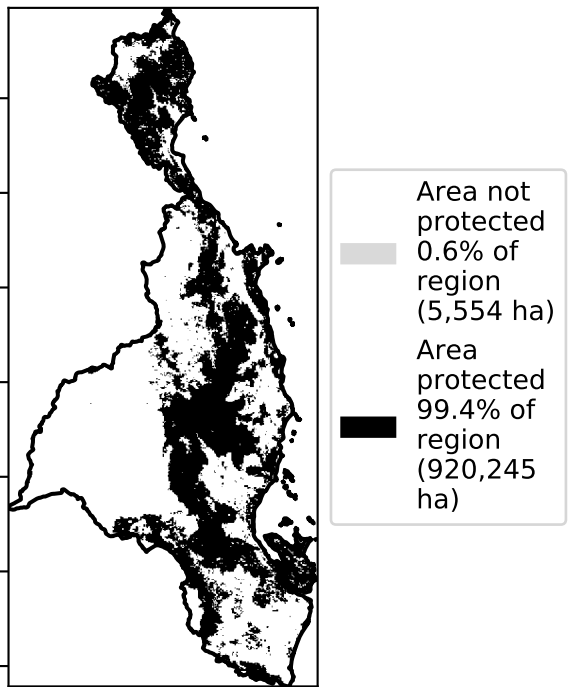 Area not
protected
0.6% of
region
(5,554 ha)
Area
protected
99.4% of
region
(920,245
ha)